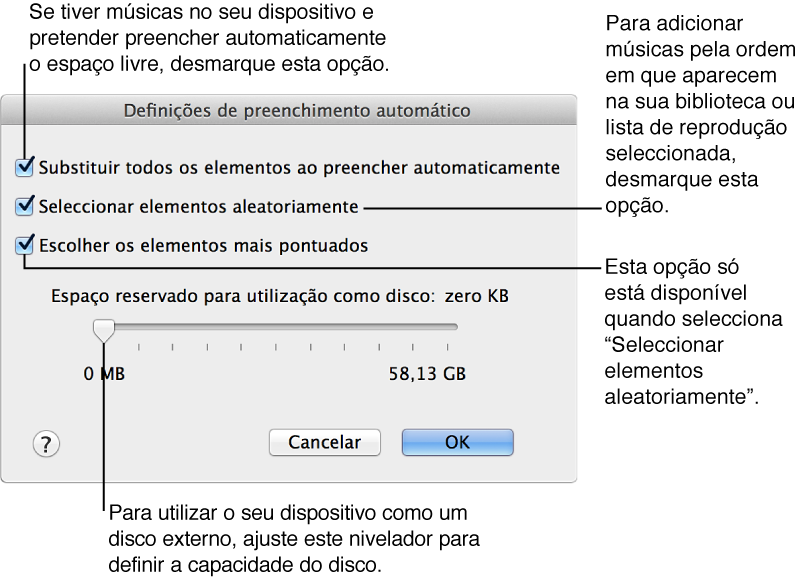 Se tiver músicas no seu dispositivo e
pretender preencher automaticamente
o espaço livre, desmarque esta opção.
Para adicionar
músicas pela ordem
em que aparecem
na sua biblioteca ou
lista de reprodução
seleccionada,
desmarque esta
opção.
Definições de preenchimento automático
Substituir todos os elementos ao preencher automaticamente
Seleccionar elementos aleatoriamente
Escolher os elementos mais pontuados
Esta opção só
está disponível
quando selecciona
“Seleccionar
elementos
aleatoriamente”.
Espaço reservado para utilização como disco: zero KB
0 MB 58,13 GB
? Cancelar OK
Para utilizar o seu dispositivo como um
disco externo, ajuste este nivelador para
definir a capacidade do disco.